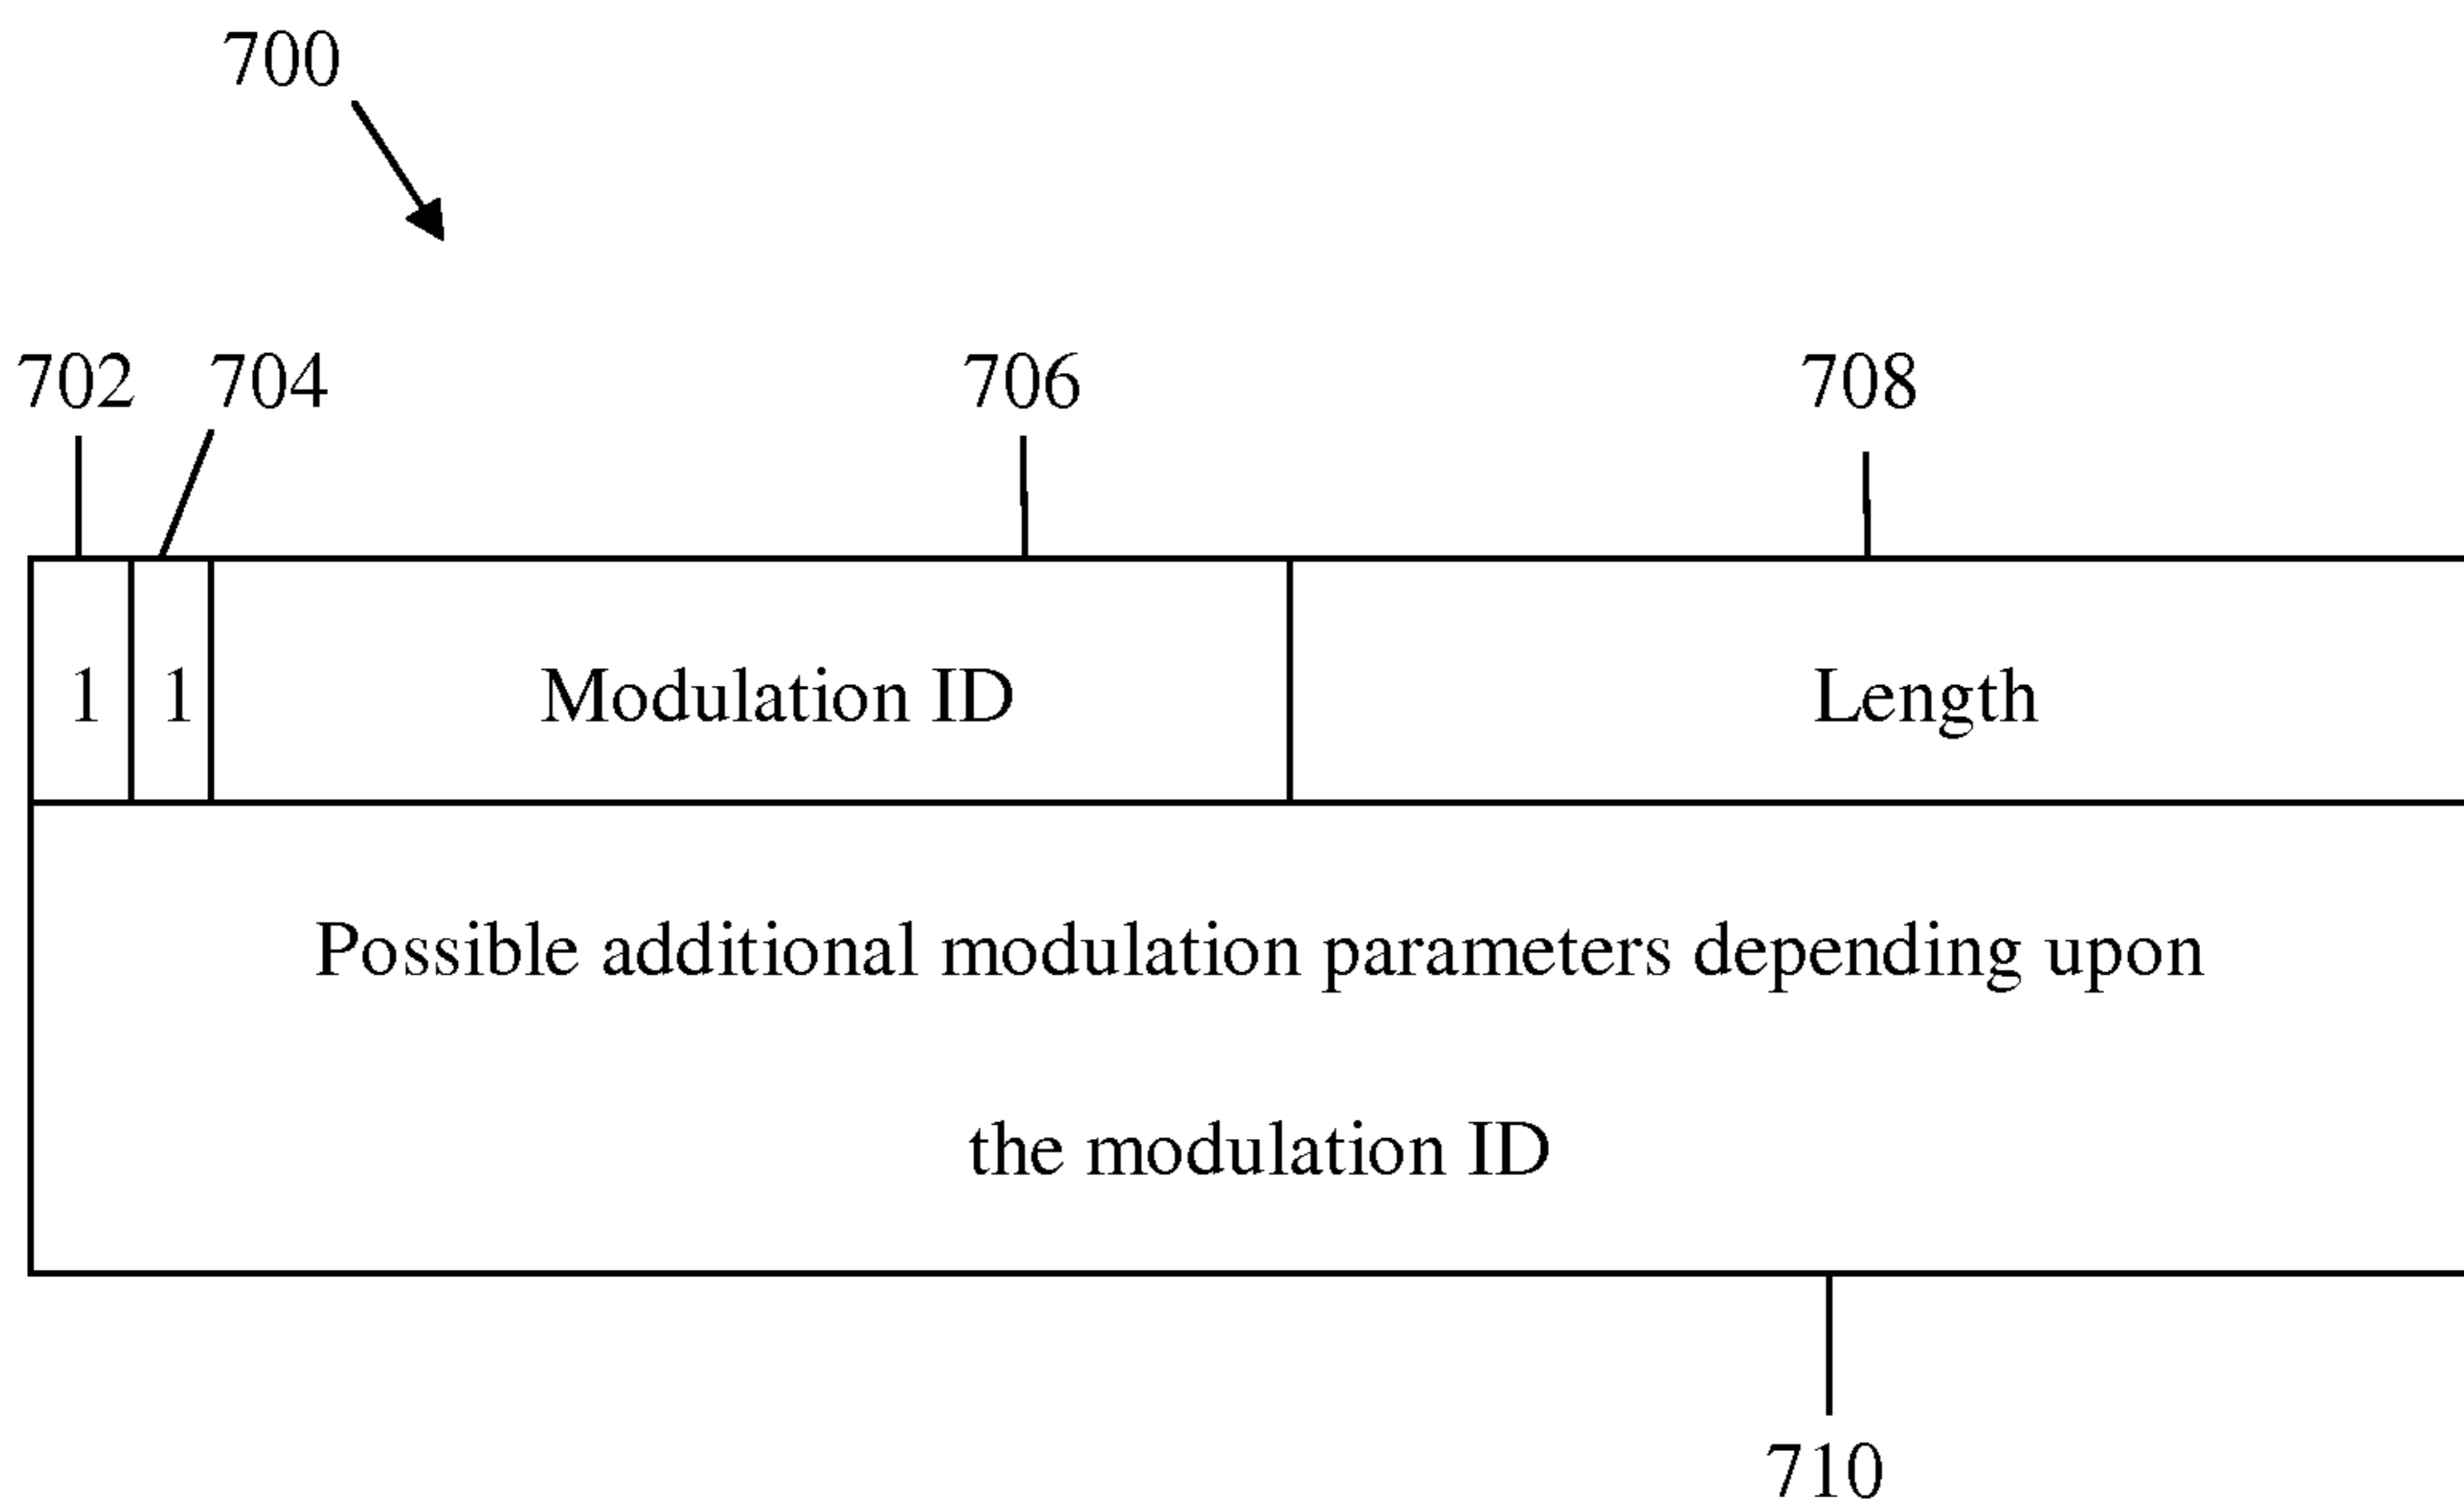 700
702 704 706 708
1 1 Modulation ID Length
Possible additional modulation parameters depending upon
the modulation ID
710